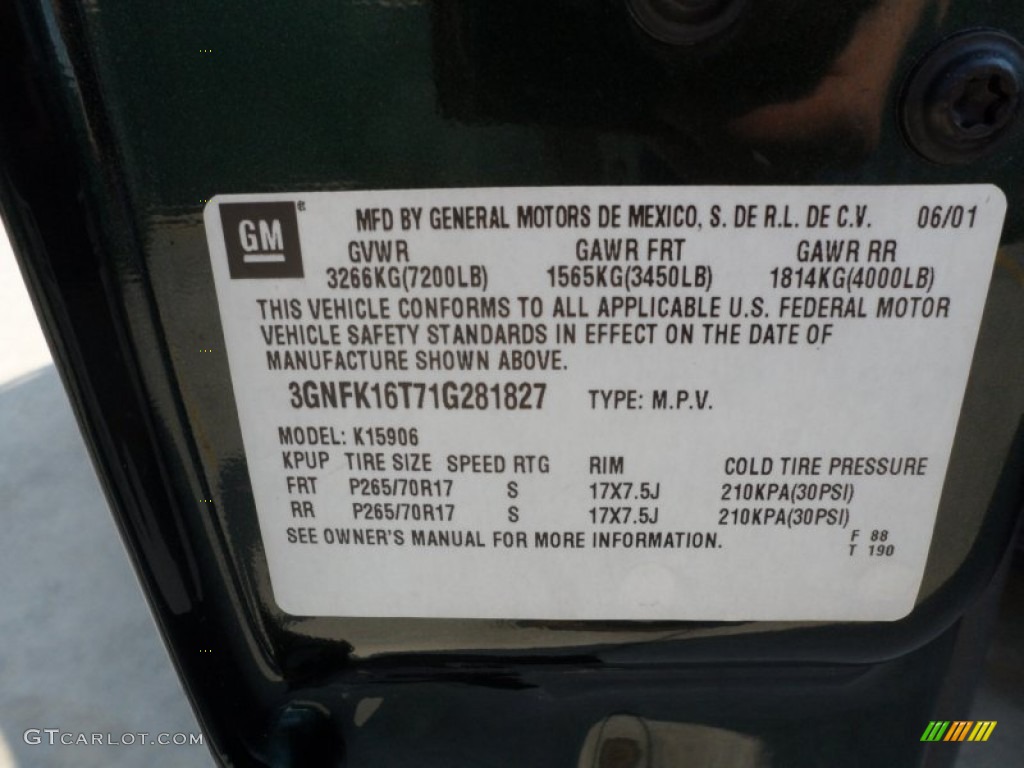 GM
MFD BY GENERAL MOTORS DE MEXICO, S. DE R.L. DE C.V. 06/01
GVWR GAWR FRT GAWR RR
3266KG(7200LB) 1565KG(3450LB) 1814KG(4000LB)
THIS VEHICLE CONFORMS TO ALL APPLICABLE U.S. FEDERAL MOTOR
VEHICLE SAFETY STANDARDS IN EFFECT ON THE DATE OF
MANUFACTURE SHOWN ABOVE.
3GNFK16T71G281827 TYPE: M.P.V.
MODEL: K15906
KPUP TIRE SIZE SPEED RTG RIM COLD TIRE PRESSURE
FRT P265/70R17 S 17X7.5J 210KPA(30PSI)
RR P265/70R17 S 17X7.5J 210KPA(30PSI)
SEE OWNER'S MANUAL FOR MORE INFORMATION. F 88
T 190
GTCARLOT.COM